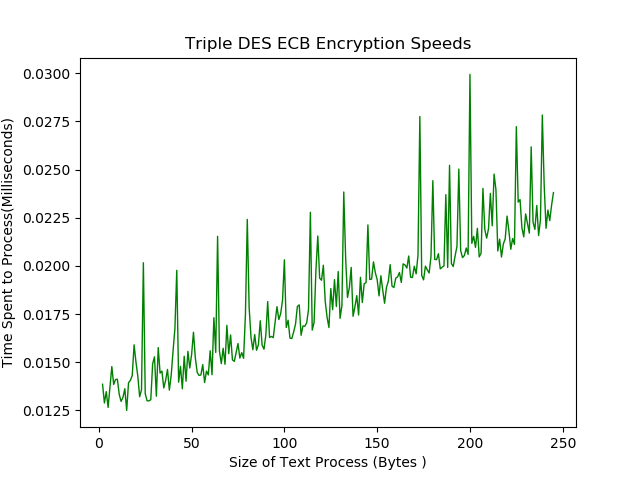 Triple DES ECB Encryption Speeds
Time Spent to Process(Milliseconds)
0.0300
0.0275
0.0250
0.0225
0.0200
0.0175
0.0150
0.0125
0 50 100 150 200 250
Size of Text Process (Bytes )